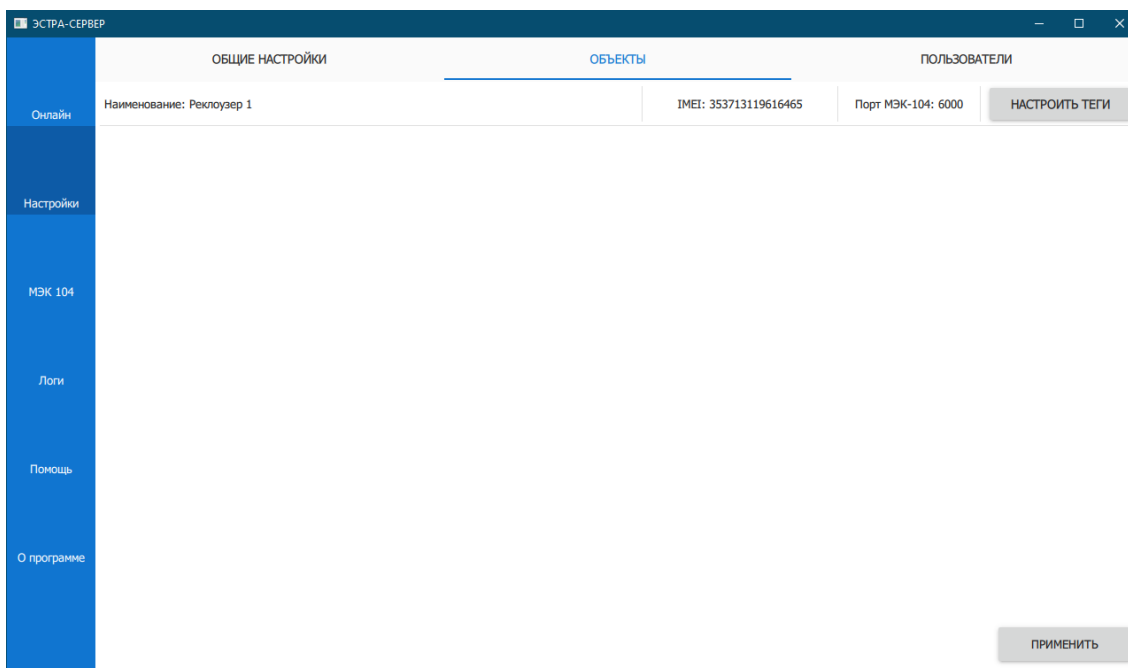 ЭСТРА-СЕРВЕР
ОБЩИЕ НАСТРОЙКИ
ОБЪЕКТЫ
ПОЛЬЗОВАТЕЛИ
Наименование: Реклоузер 1
IMEI: 353713119616465
Порт МЭК-104: 6000
НАСТРОИТЬ ТЕГИ
Онлайн
Настройки
МЭК 104
Логи
Помощь
О программе
ПРИМЕНИТЬ